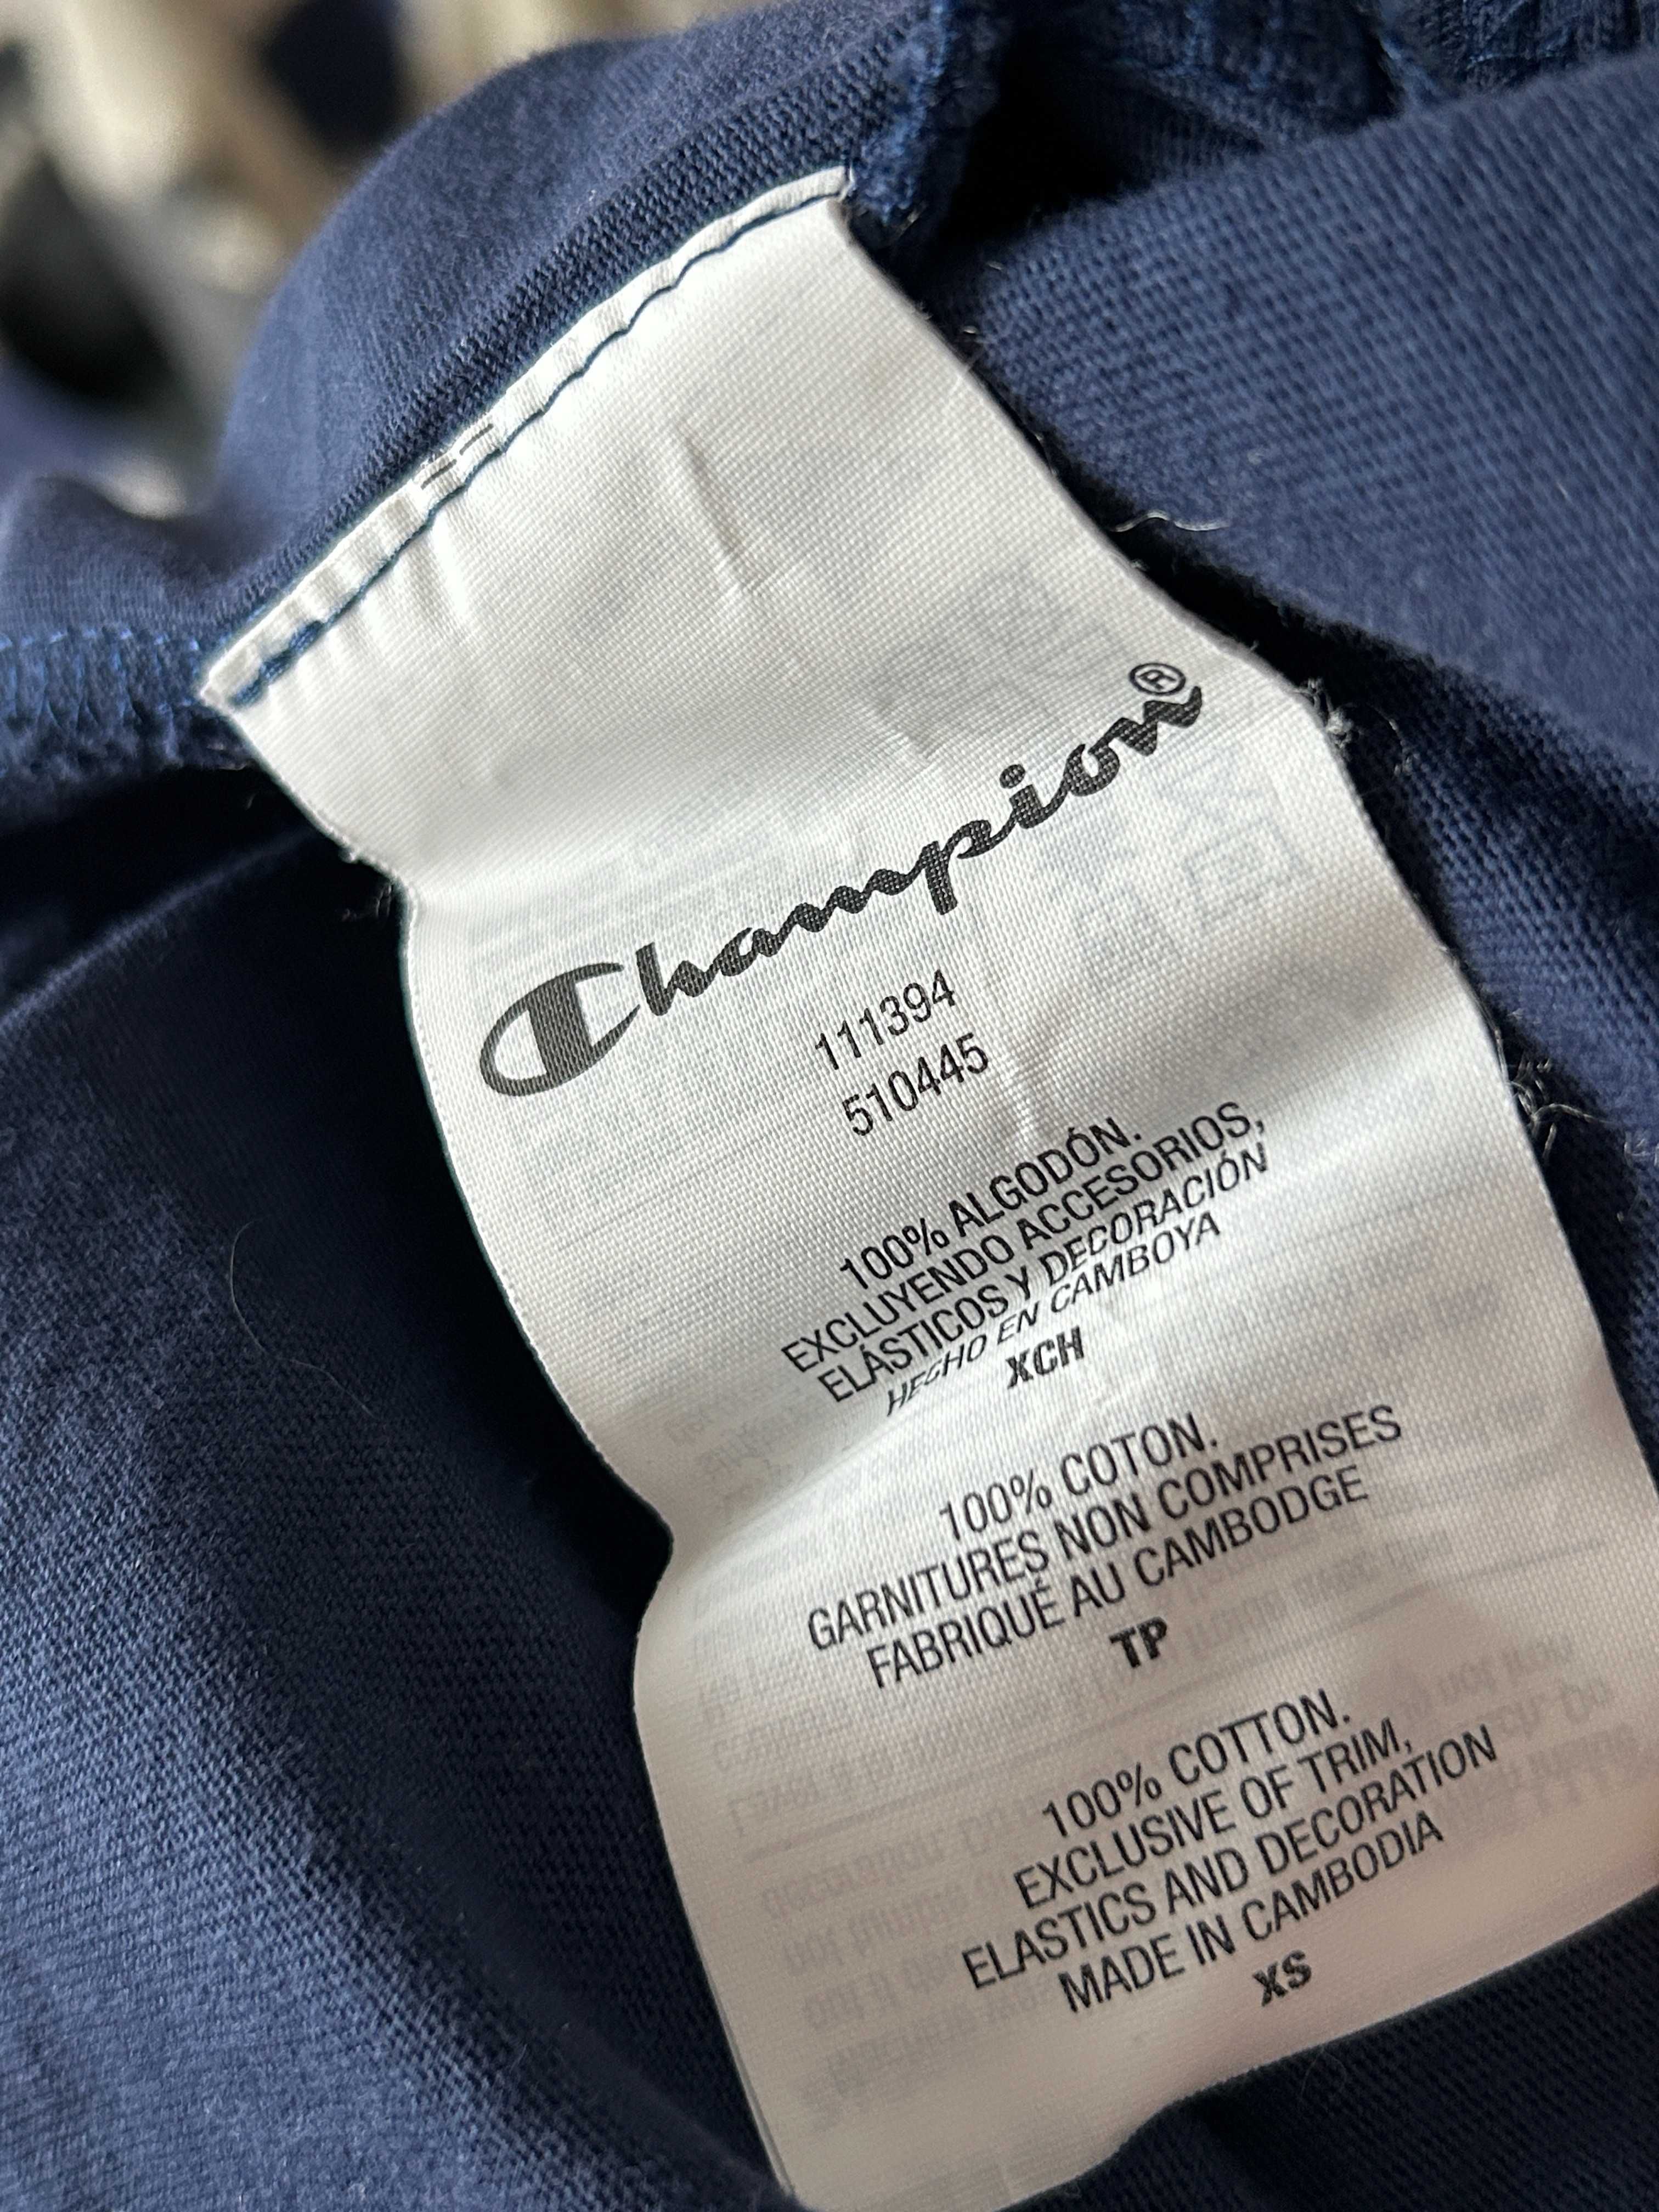 Champion®
111394
510445
100% ALGODÓN.
EXCLUYENDO ACCESORIOS,
ELÁSTICOS Y DECORACIÓN
HECHO EN CAMBOYA
XCH
100% COTON.
GARNITURES NON COMPRISES
FABRIQUÉ AU CAMBODGE
TP
100% COTTON.
EXCLUSIVE OF TRIM,
ELASTICS AND DECORATION
MADE IN CAMBODIA
XS